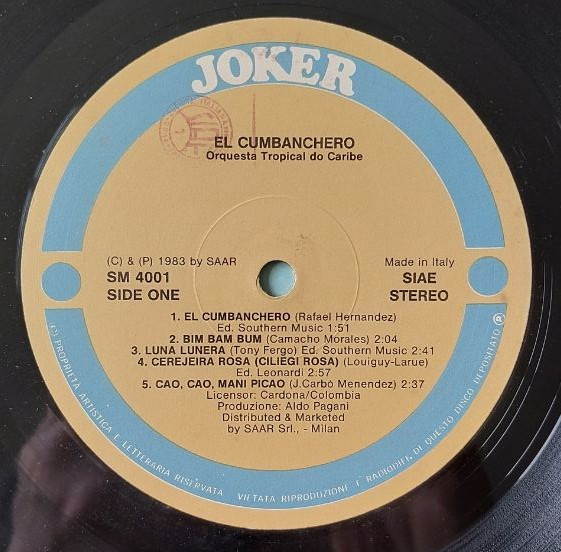 JOKER
EL CUMBANCHERO
Orquesta Tropical do Caribe
(C) & (P) 1983 by SAAR
SM 4001
SIDE ONE
Made in Italy
SIAE
STEREO
1. EL CUMBANCHERO (Rafael Hernandez)
Ed. Southern Music 1:51
2. BIM BAM BUM (Camacho Morales) 2:04
3. LUNA LUNERA (Tony Fergo) Ed. Southern Music 2:41
4. CEREJEIRA ROSA (CILIEGI ROSA) (Louiguy-Larue)
Ed. Leonardi 2:57
5. CAO, CAO, MANI PICAO (J.Carbò Menendez) 2:37
Licensor: Cardona/Colombia
Produzione: Aldo Pagani
Distributed & Marketed
by SAAR Srl., - Milan
(C) PROPRIETÀ ARTISTICA E LETTERARIA RISERVATA VIETATA RIPRODUZIONE E RADIODIF. DI QUESTO DISCO DEPOSITATO (P)